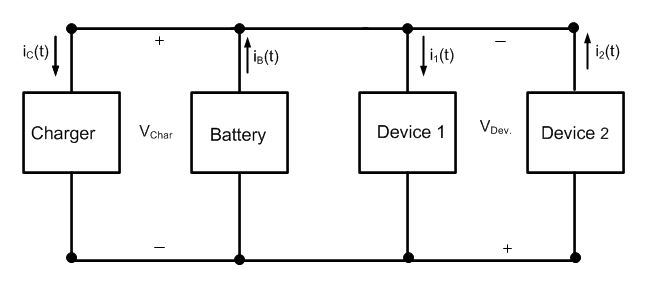 iC(t)
+
iB(t)
i1(t)
−
i2(t)
Charger
VChar
Battery
Device 1
VDev.
Device 2
−
+